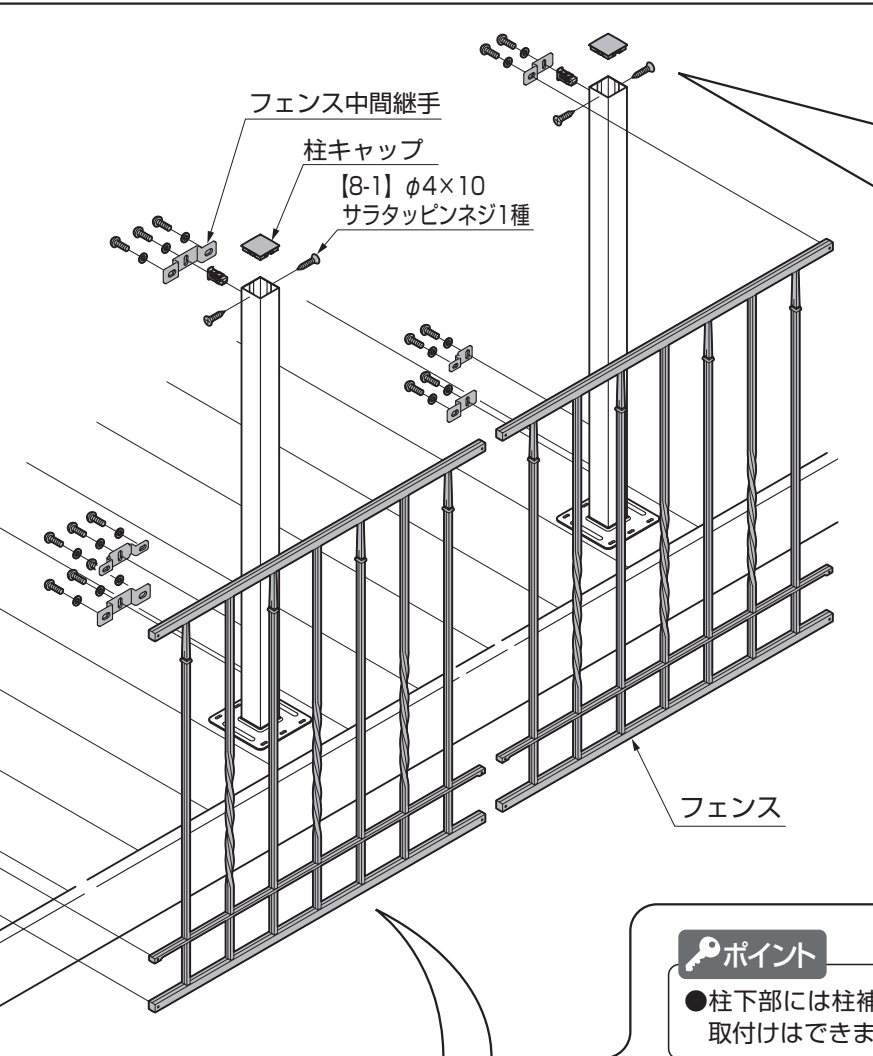 フェンス中間継手
柱キャップ
【8-1】φ4×10
サラタッピンネジ1種
フェンス
ポイント
●柱下部には柱補
取付けはできま